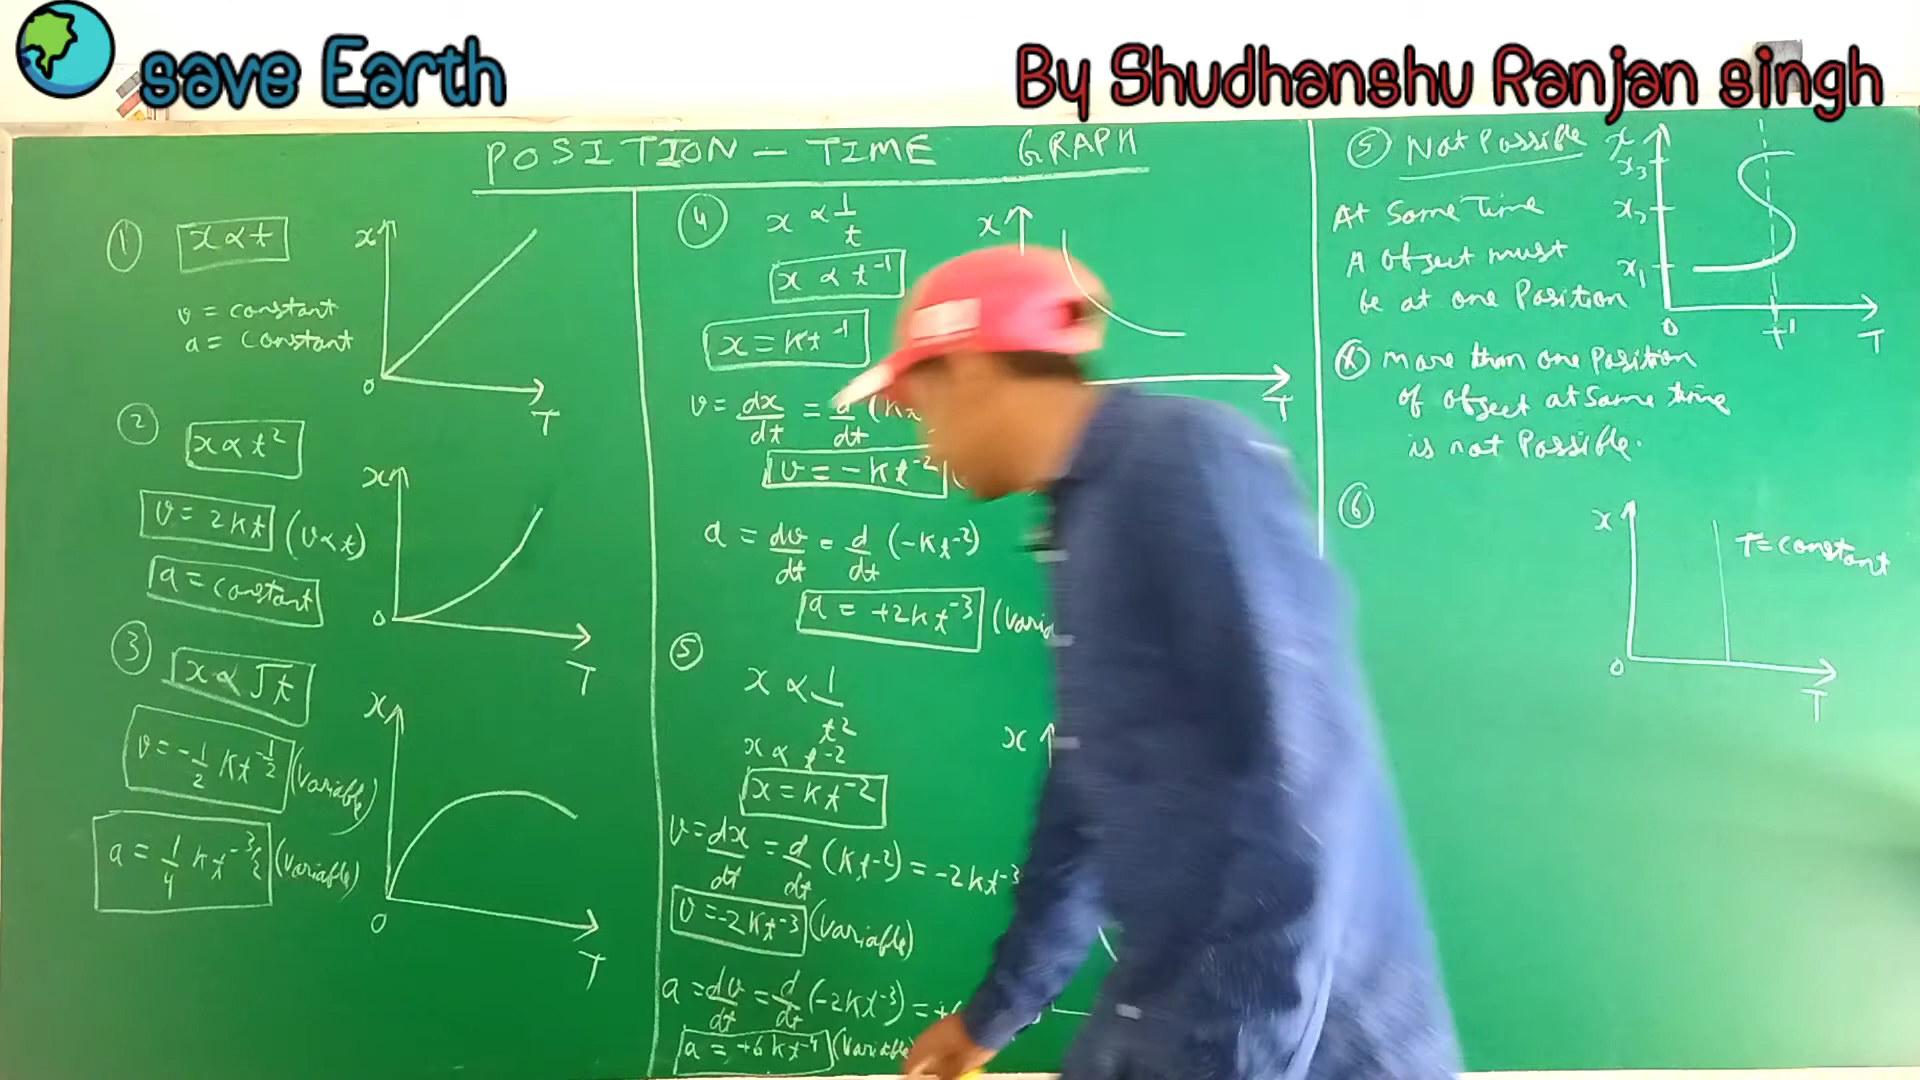 save Earth
By Shudhanshu Ranjan singh
POSITION - TIME GRAPH
① x ∝ t
v = constant
a = constant
x
0
T
② x ∝ t²
v = 2kt (v ∝ t)
a = constant
x
0
T
③ x ∝ √t
v = -1/2 kt^-1/2 (variable)
a = 1/4 kt^-3/2 (variable)
x
0
T
④ x ∝ 1/t
x ∝ t⁻¹
x = kt⁻¹
v = dx/dt = d/dt (k
v = -kt⁻²
a = dv/dt = d/dt (-kt⁻²)
a = +2kt⁻³ (varia
x
T
⑤ x ∝ 1/t²
x ∝ t⁻²
x = kt⁻²
v = dx/dt = d/dt (kt⁻²) = -2kt⁻³
v = -2kt⁻³ (variable)
a = dv/dt = d/dt (-2kt⁻³) = +6
a = +6kt⁻⁴ (variable)
x
⑤ Not Possible
At Same Time
A object must
be at one Position
x
x₃
x₂
x₁
0
t¹
T
ⓧ more than one Position
of object at same time
is not Possible.
⑥
x
T = constant
0
T